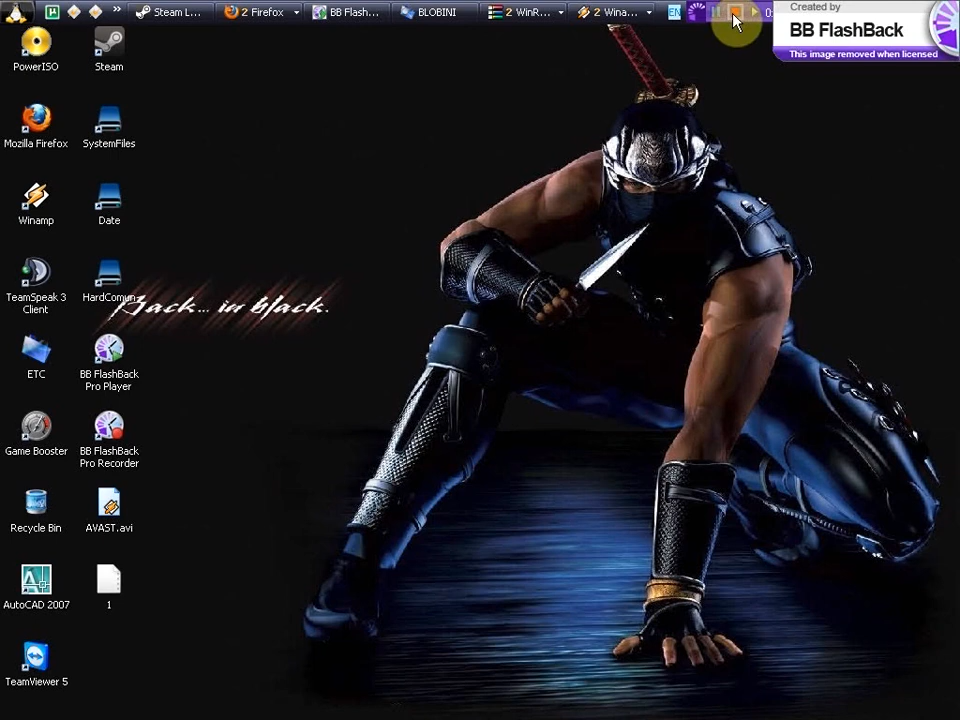 Steam L...
2 Firefox
BB Flash...
BLOBINI
2 WinR...
2 Wina...
EN
Created by
BB FlashBack
This image removed when licensed
PowerISO
Steam
Mozilla Firefox
SystemFiles
Winamp
Date
TeamSpeak 3
Client
Back... in black.
ETC
BB FlashBack
Pro Player
Game Booster
BB FlashBack
Pro Recorder
Recycle Bin
AVAST.avi
AutoCAD 2007
1
TeamViewer 5